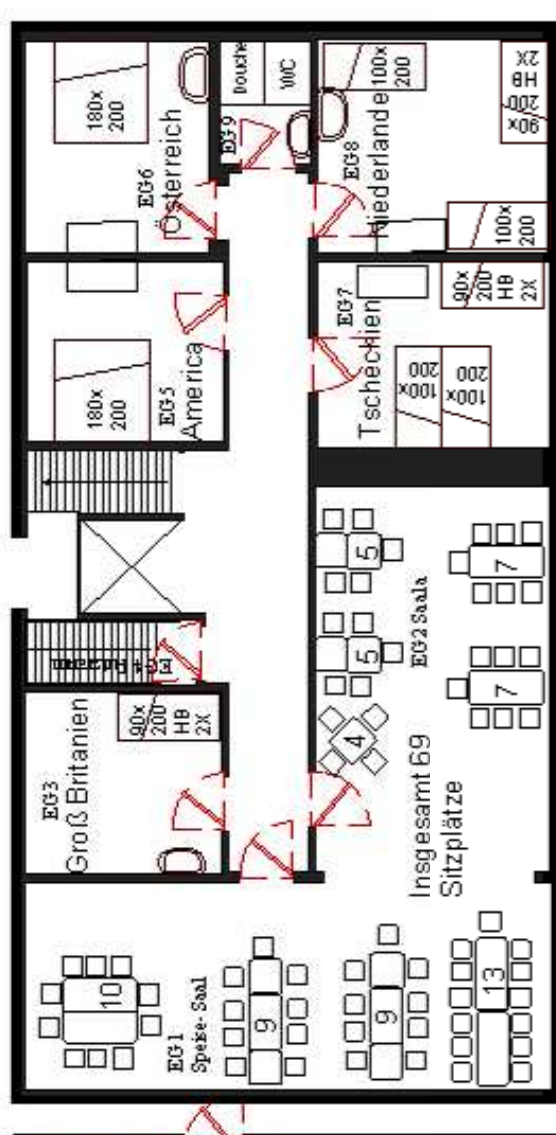 180x
200
EG6
Österreich
Douche
WC
EG9
100x
200
EG8
Niederlande
90x
200
HB
2X
100x
200
180x
200
EG5
America
EG7
Tschechien
100x
200
100x
200
90x
200
HB
2X
EG4
EG3
Groß Britanien
90x
200
HB
2X
5
5
4
EG2 Saala
7
7
Insgesamt 69
Sitzplätze
EG1
Speise-Saal
10
9
9
13